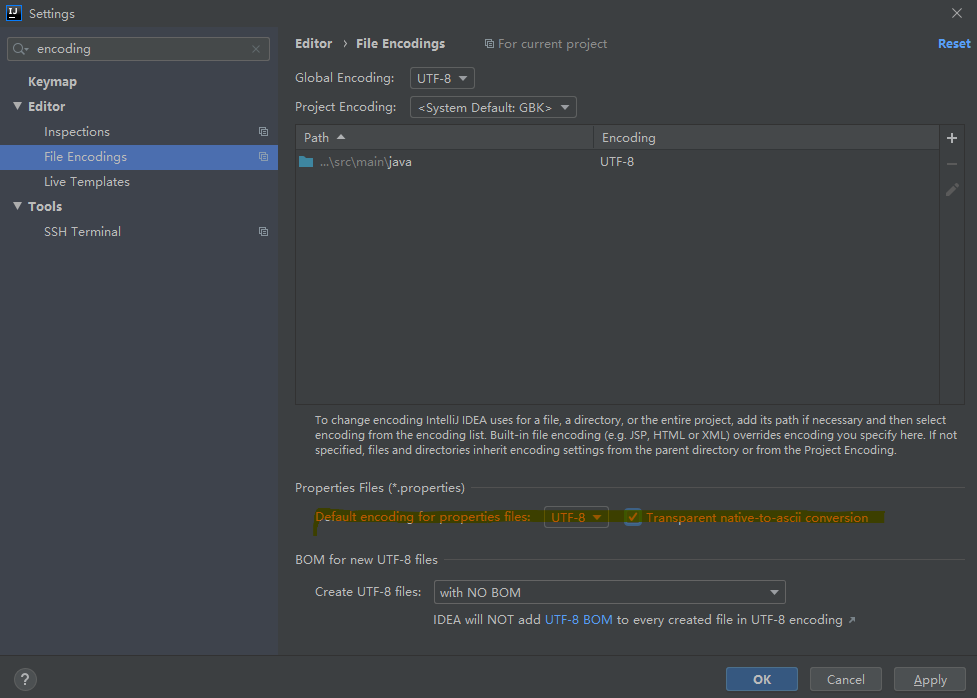 IJ
Settings
encoding
Keymap
Editor
Inspections
File Encodings
Live Templates
Tools
SSH Terminal
Editor › File Encodings For current project Reset
Global Encoding: UTF-8
Project Encoding: <System Default: GBK>
Path Encoding
...\src\main\java UTF-8
To change encoding IntelliJ IDEA uses for a file, a directory, or the entire project, add its path if necessary and then select
encoding from the encoding list. Built-in file encoding (e.g. JSP, HTML or XML) overrides encoding you specify here. If not
specified, files and directories inherit encoding settings from the parent directory or from the Project Encoding.
Properties Files (*.properties)
Default encoding for properties files: UTF-8 Transparent native-to-ascii conversion
BOM for new UTF-8 files
Create UTF-8 files: with NO BOM
IDEA will NOT add UTF-8 BOM to every created file in UTF-8 encoding ↗
? OK Cancel Apply